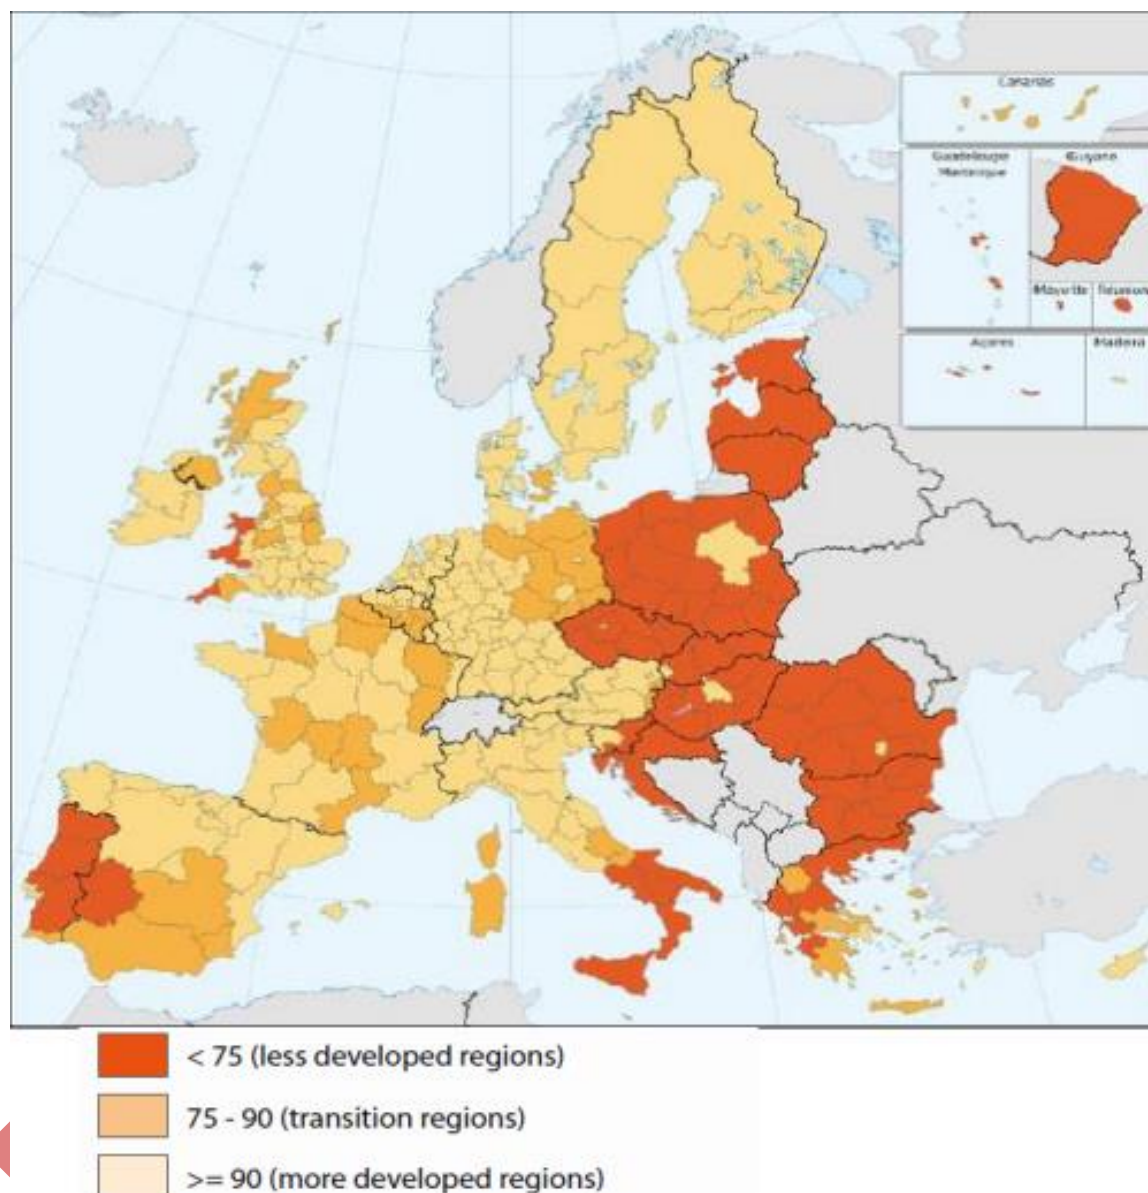 Canarias
Guadeloupe
Martinique
Guyane
Mayotte
Réunion
Açores
Madeira
< 75 (less developed regions)
75 - 90 (transition regions)
>= 90 (more developed regions)